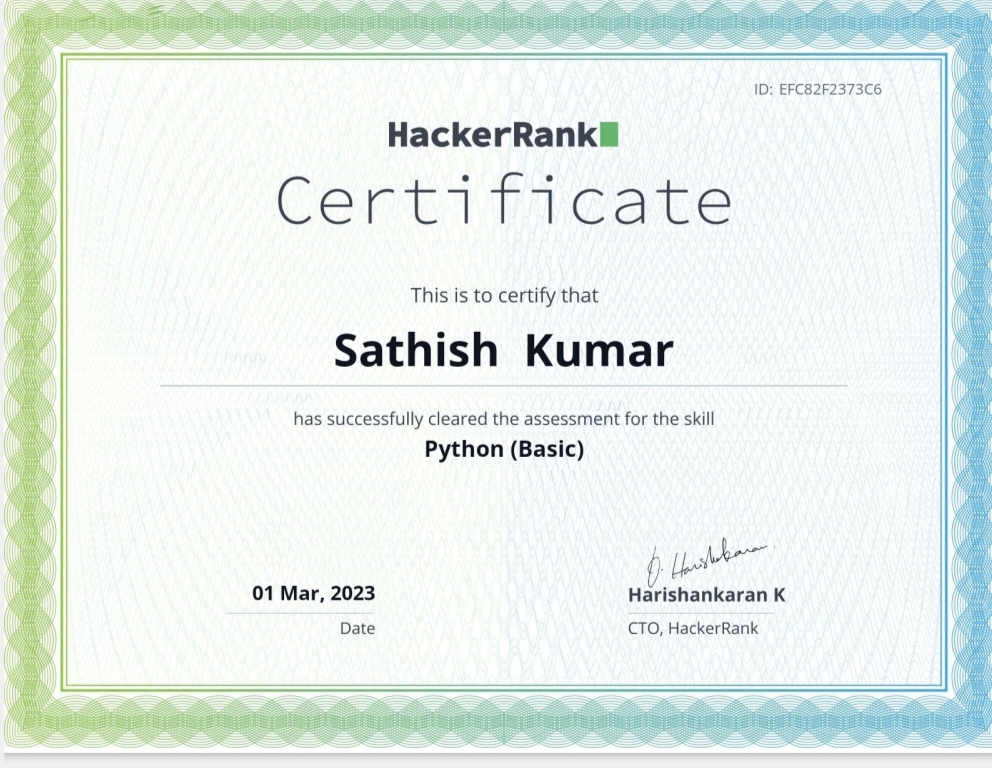 ID: EFC82F2373C6
HackerRank
Certificate
This is to certify that
Sathish Kumar
has successfully cleared the assessment for the skill
Python (Basic)
01 Mar, 2023
Date
Harishankaran K
CTO, HackerRank